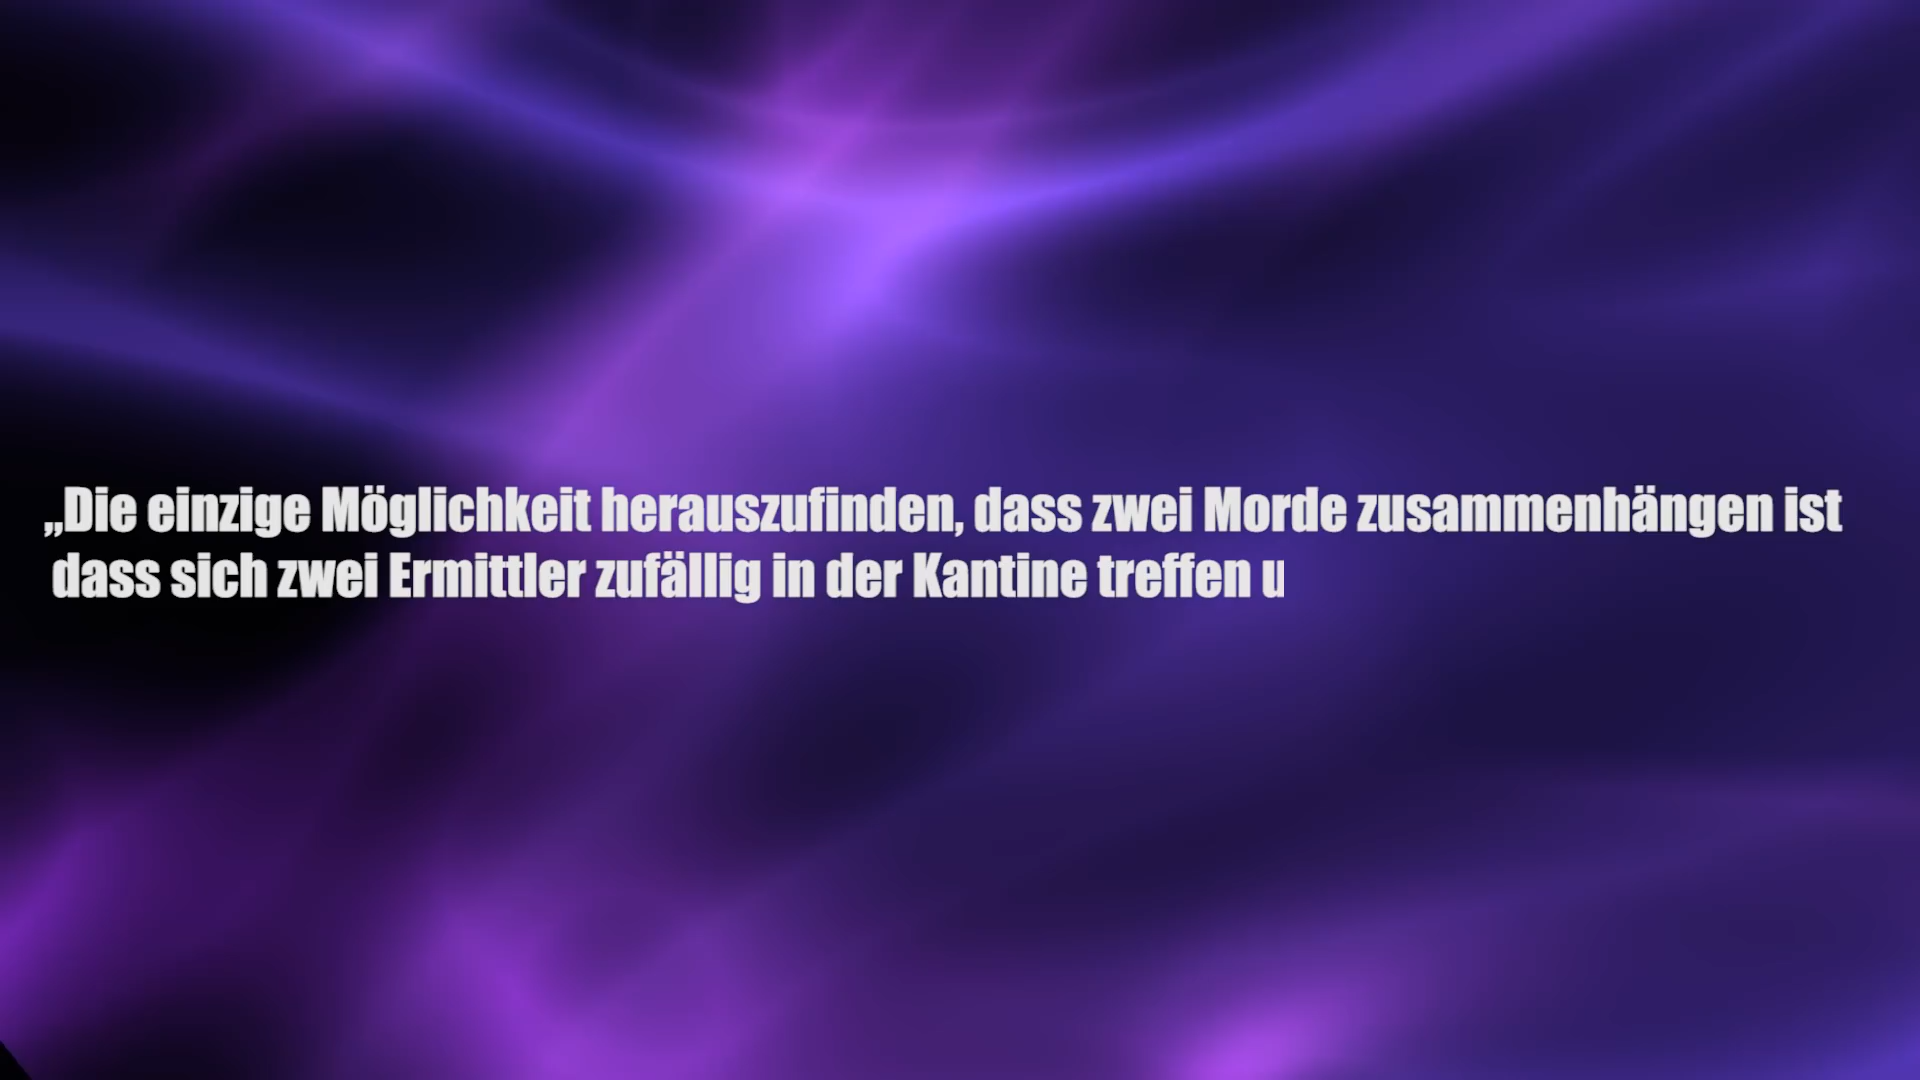 „Die einzige Möglichkeit herauszufinden, dass zwei Morde zusammenhängen ist
dass sich zwei Ermittler zufällig in der Kantine treffen u